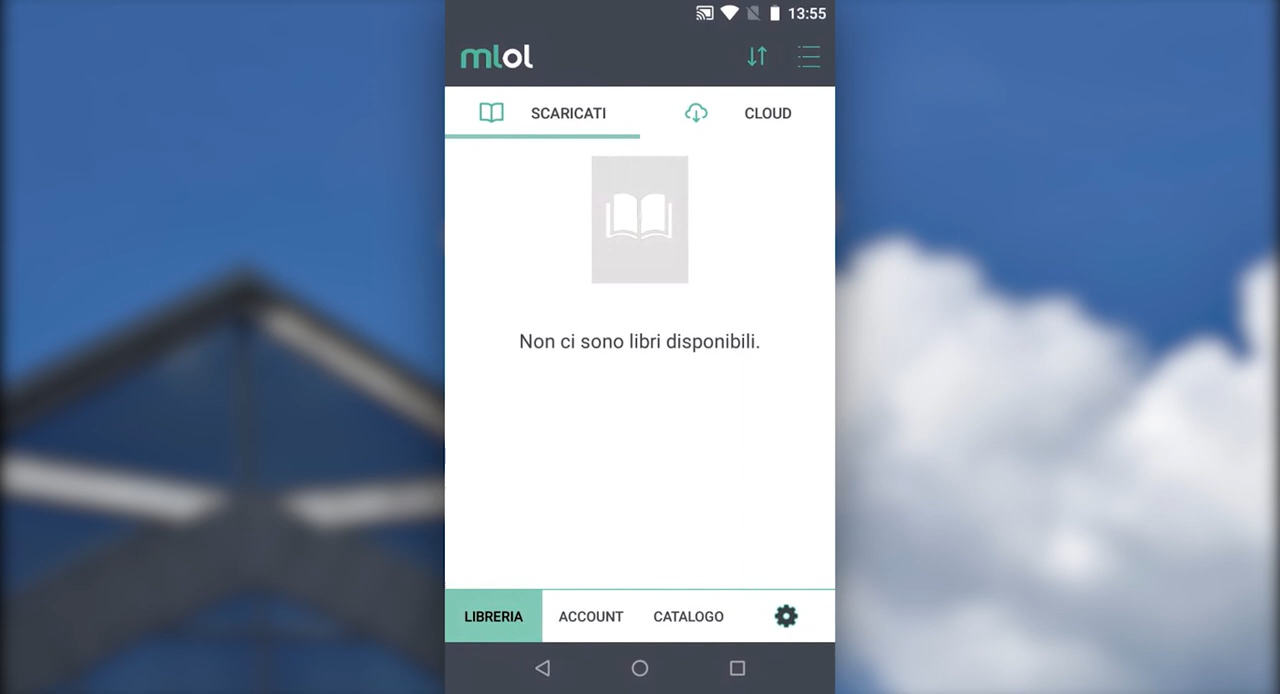 13:55
mlol
SCARICATI CLOUD
Non ci sono libri disponibili.
LIBRERIA ACCOUNT CATALOGO